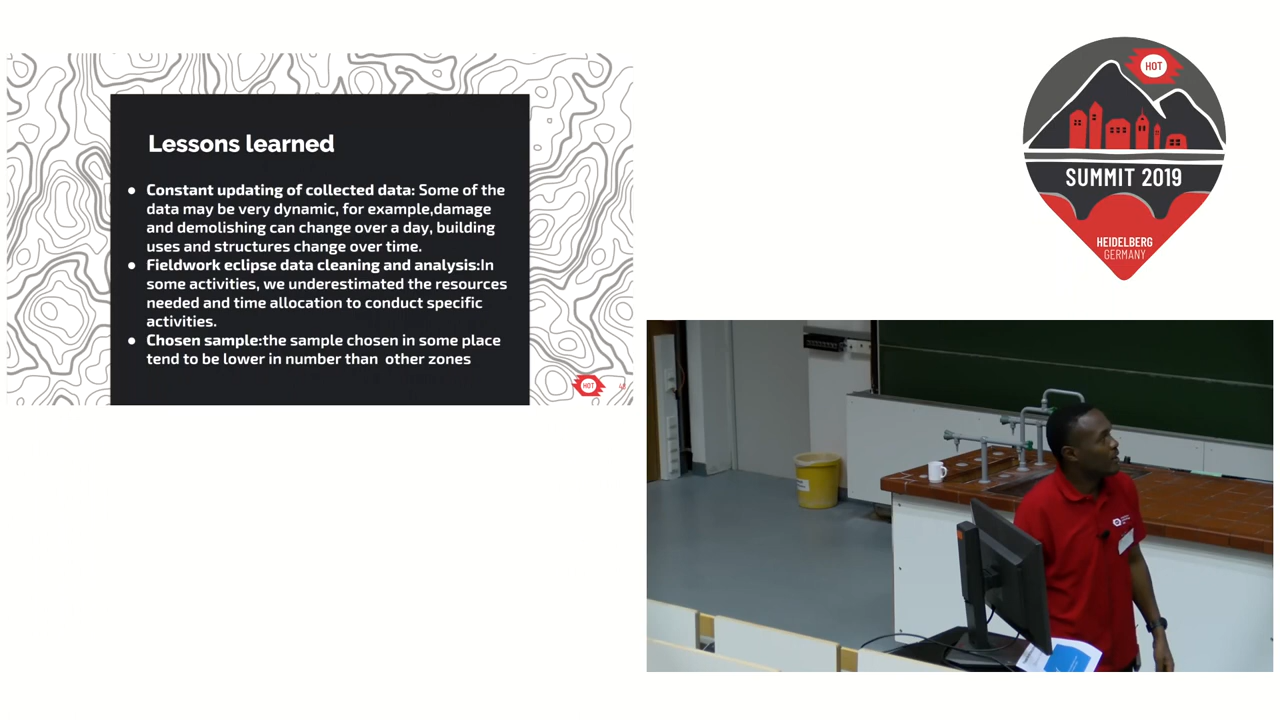 Lessons learned
● Constant updating of collected data: Some of the
data may be very dynamic, for example,damage
and demolishing can change over a day, building
uses and structures change over time.
● Fieldwork eclipse data cleaning and analysis:In
some activities, we underestimated the resources
needed and time allocation to conduct specific
activities.
● Chosen sample:the sample chosen in some place
tend to be lower in number than other zones
HOT
HOT
SUMMIT 2019
HEIDELBERG
GERMANY